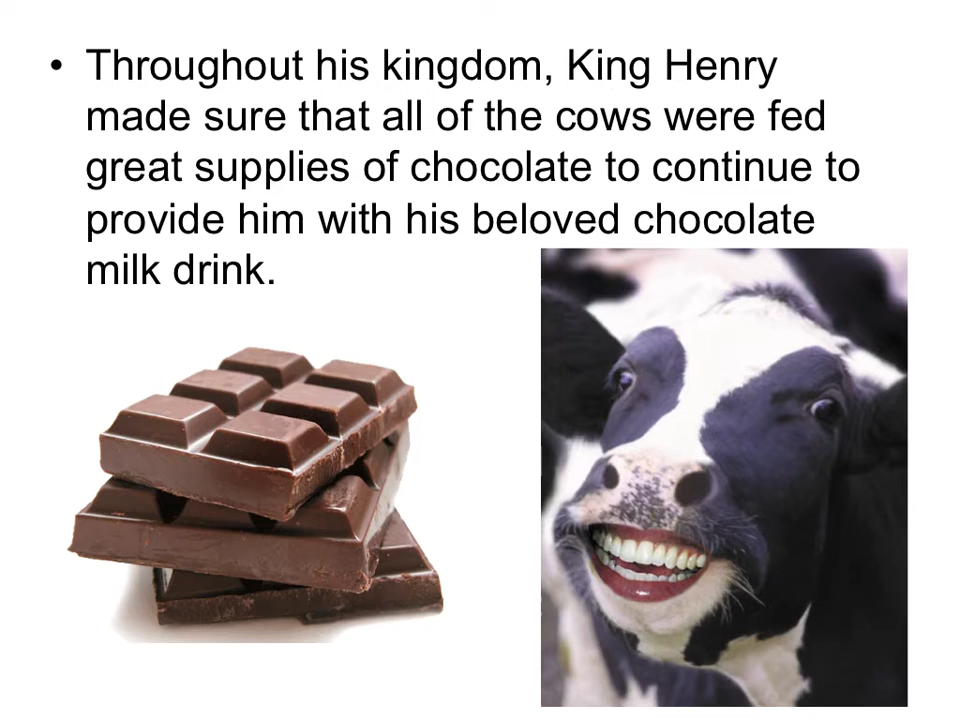 • Throughout his kingdom, King Henry
made sure that all of the cows were fed
great supplies of chocolate to continue to
provide him with his beloved chocolate
milk drink.